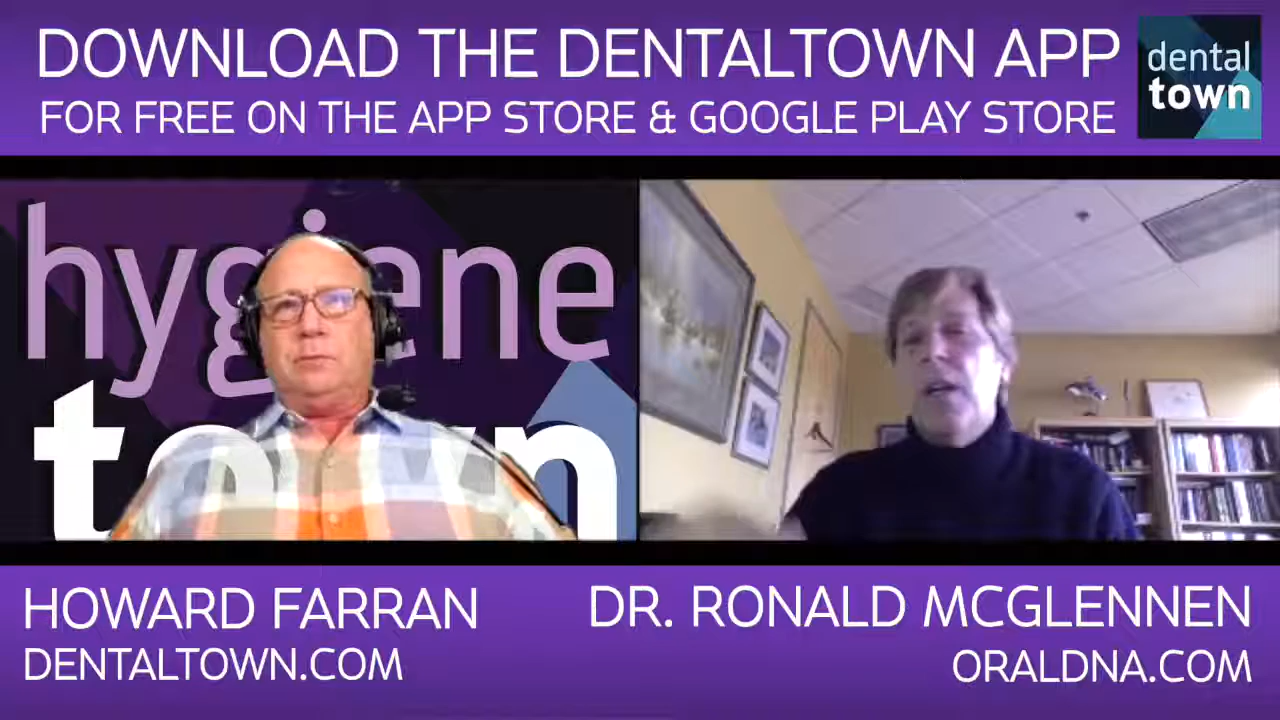 DOWNLOAD THE DENTALTOWN APP
FOR FREE ON THE APP STORE & GOOGLE PLAY STORE
dental
town
hygiene
town
HOWARD FARRAN
DENTALTOWN.COM
DR. RONALD MCGLENNEN
ORALDNA.COM